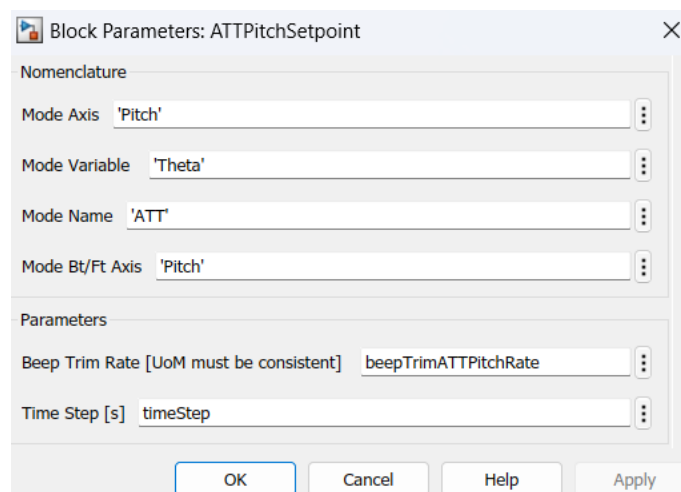 Block Parameters: ATTPitchSetpoint
Nomenclature
Mode Axis 'Pitch'
Mode Variable 'Theta'
Mode Name 'ATT'
Mode Bt/Ft Axis 'Pitch'
Parameters
Beep Trim Rate [UoM must be consistent] beepTrimATTPitchRate
Time Step [s] timeStep
OK Cancel Help Apply